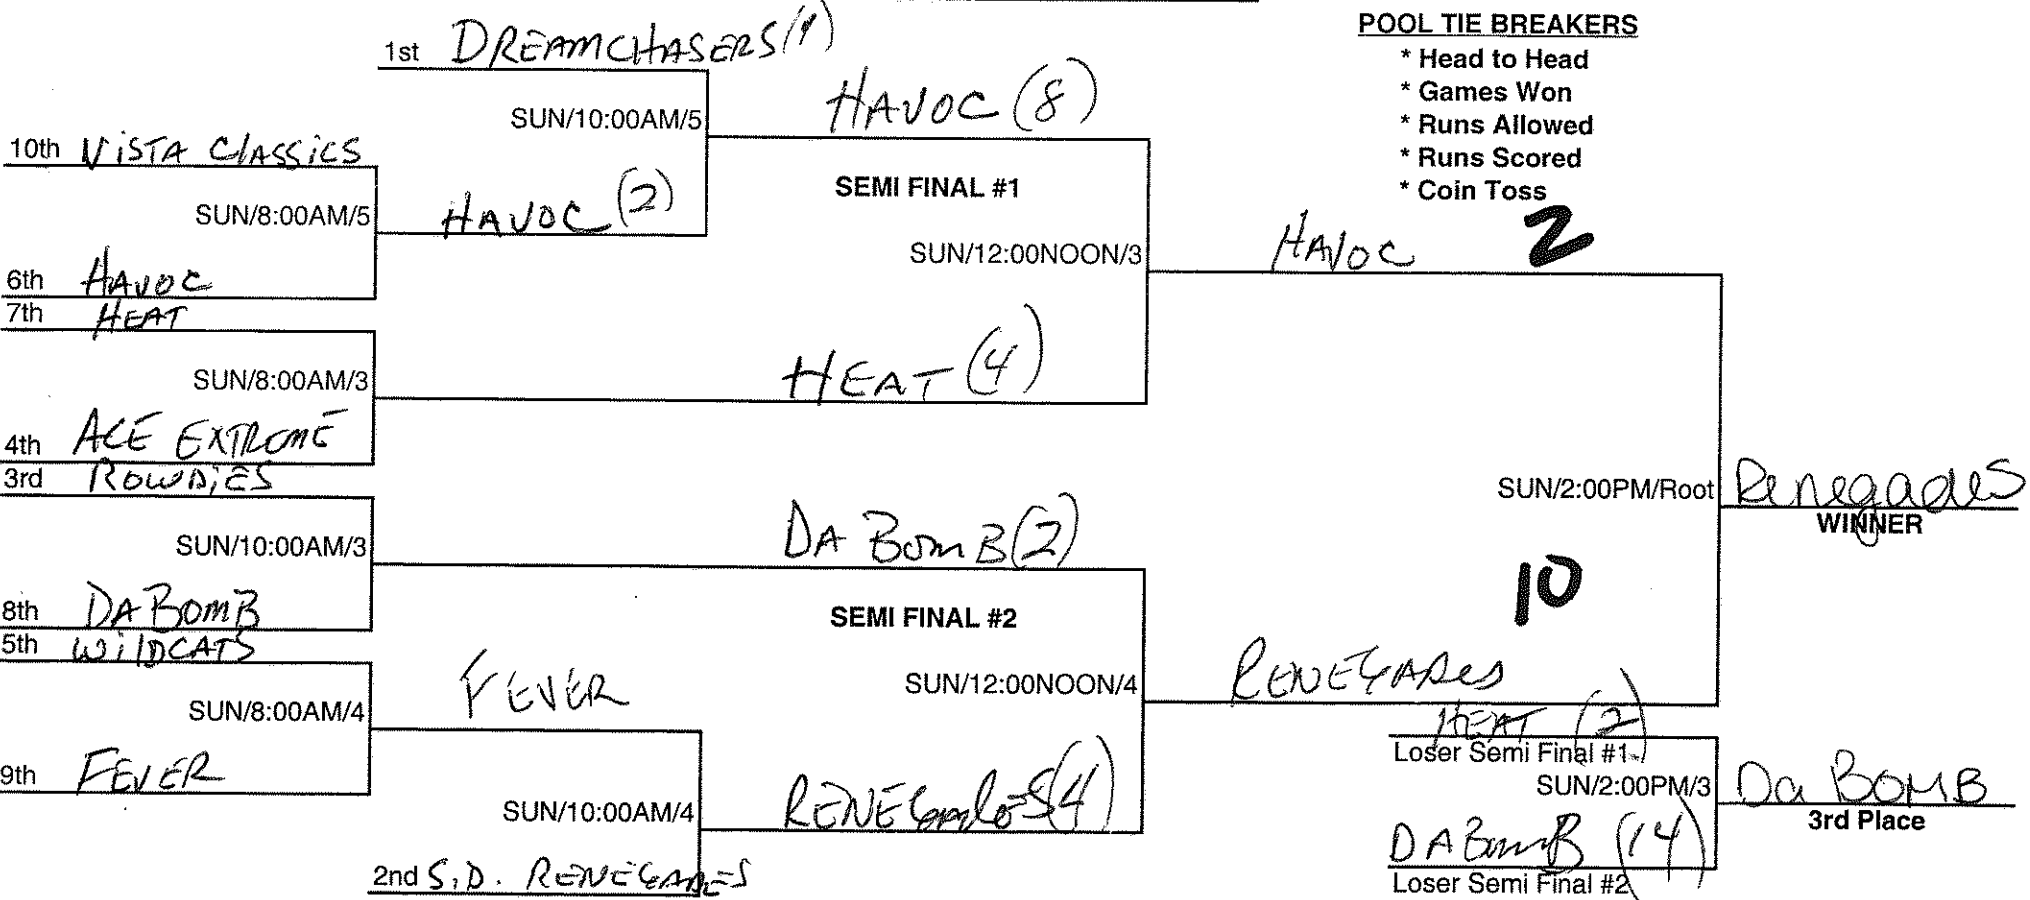 POOL TIE BREAKERS
* Head to Head
* Games Won
* Runs Allowed
* Runs Scored
* Coin Toss
1st DREAMCHASERS (1)
SUN/10:00AM/5
HAVOC (8)
10th ViSTA ClASSiCS
SUN/8:00AM/5
HAVOC (2)
SEMI FINAL #1
SUN/12:00NOON/3
HAVOC 2
6th HAVOC
7th HEAT
SUN/8:00AM/3
HEAT (4)
4th ACE EXTREME
3rd ROWDiES
SUN/2:00PM/Root
Renegades
WINNER
SUN/10:00AM/3
DA BomB (2)
10
8th DA BomB
5th WilDCATS
SEMI FINAL #2
SUN/8:00AM/4
FEVER
SUN/12:00NOON/4
RENEGADES
HEAT (2)
Loser Semi Final #1
9th FEVER
SUN/10:00AM/4
RENEGADES (4)
SUN/2:00PM/3
Da BOMB
3rd Place
DA BomB (14)
Loser Semi Final #2
2nd S.D. RENEGADES